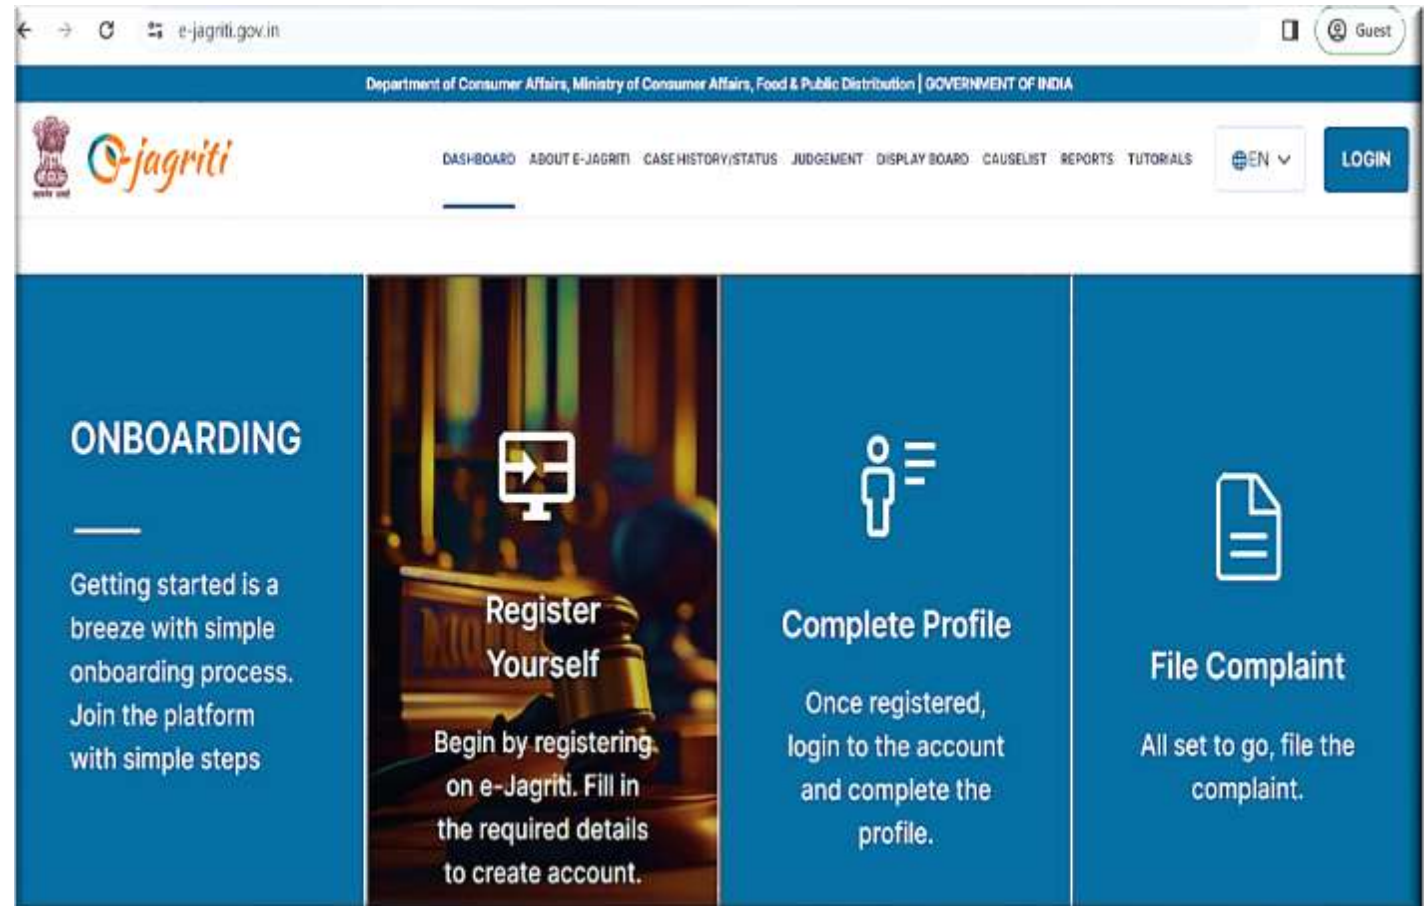 e-jagriti.gov.in
Guest
Department of Consumer Affairs, Ministry of Consumer Affairs, Food & Public Distribution | GOVERNMENT OF INDIA
e-jagriti
DASHBOARD ABOUT E-JAGRITI CASE HISTORY/STATUS JUDGEMENT DISPLAY BOARD CAUSELIST REPORTS TUTORIALS
EN
LOGIN
ONBOARDING
Getting started is a
breeze with simple
onboarding process.
Join the platform
with simple steps
Register
Yourself
Begin by registering
on e-Jagriti. Fill in
the required details
to create account.
Complete Profile
Once registered,
login to the account
and complete the
profile.
File Complaint
All set to go, file the
complaint.